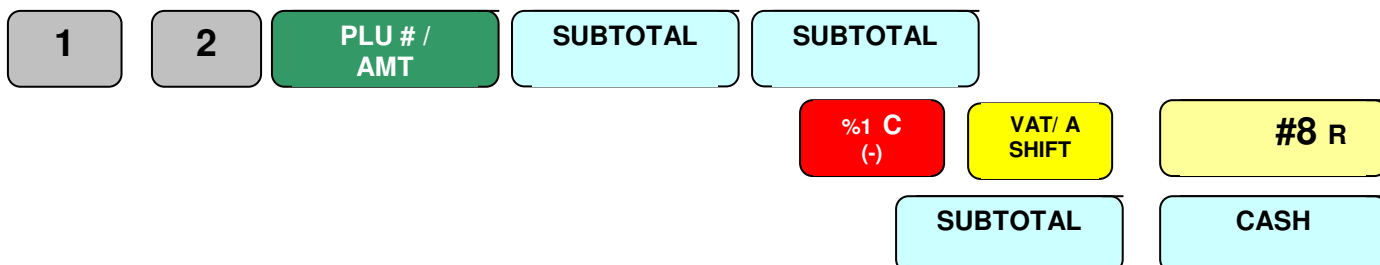 1
2
PLU # /
AMT
SUBTOTAL
SUBTOTAL
%1 C
(-)
VAT/ A
SHIFT
#8 R
SUBTOTAL
CASH